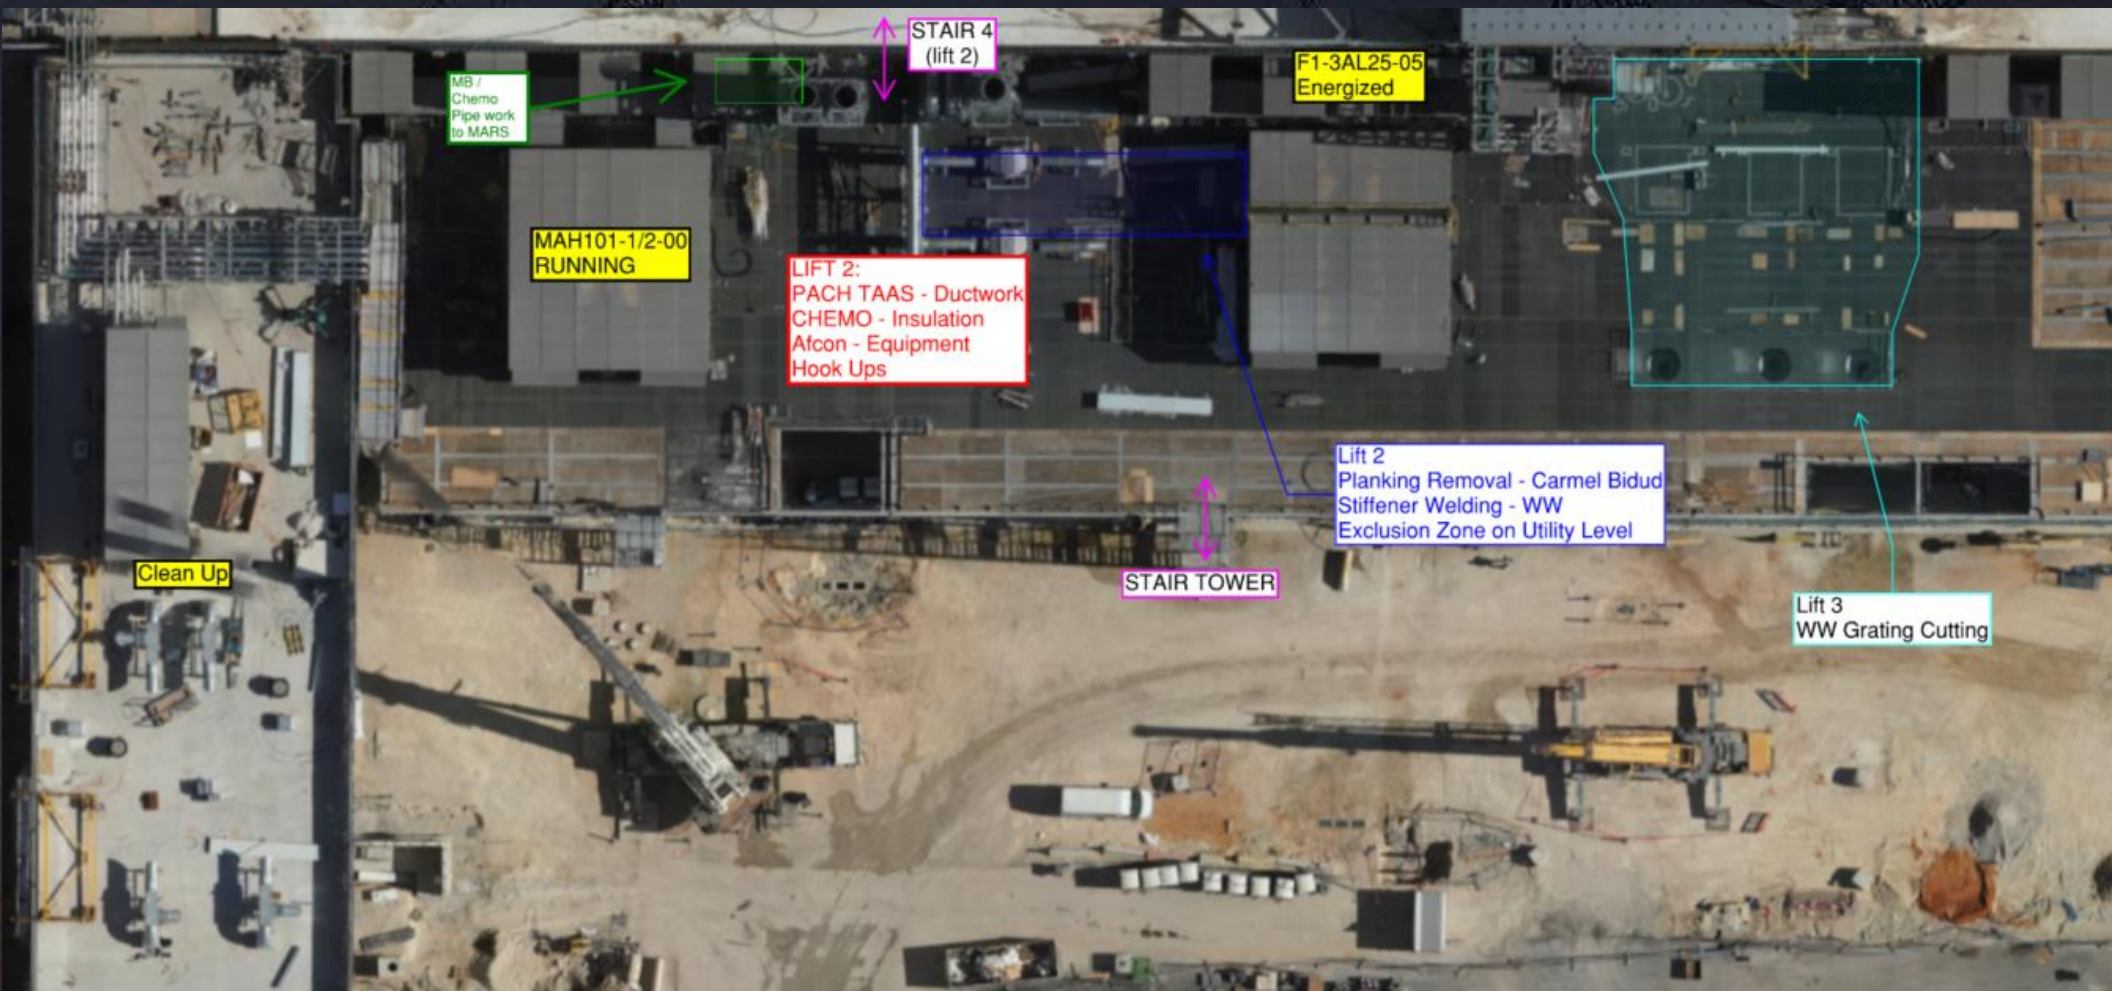 STAIR 4
(lift 2)
MB /
Chemo
Pipe work
to MARS
F1-3AL25-05
Energized
MAH101-1/2-00
RUNNING
LIFT 2:
PACH TAAS - Ductwork
CHEMO - Insulation
Afcon - Equipment
Hook Ups
Lift 2
Planking Removal - Carmel Bidud
Stiffener Welding - WW
Exclusion Zone on Utility Level
Clean Up
STAIR TOWER
Lift 3
WW Grating Cutting